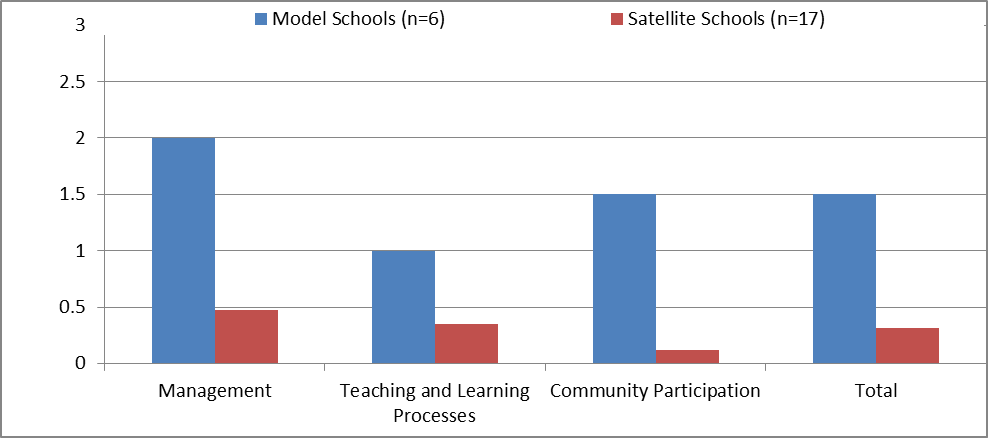 Model Schools (n=6)
Satellite Schools (n=17)
3
2.5
2
1.5
1
0.5
0
Management
Teaching and Learning
Processes
Community Participation
Total